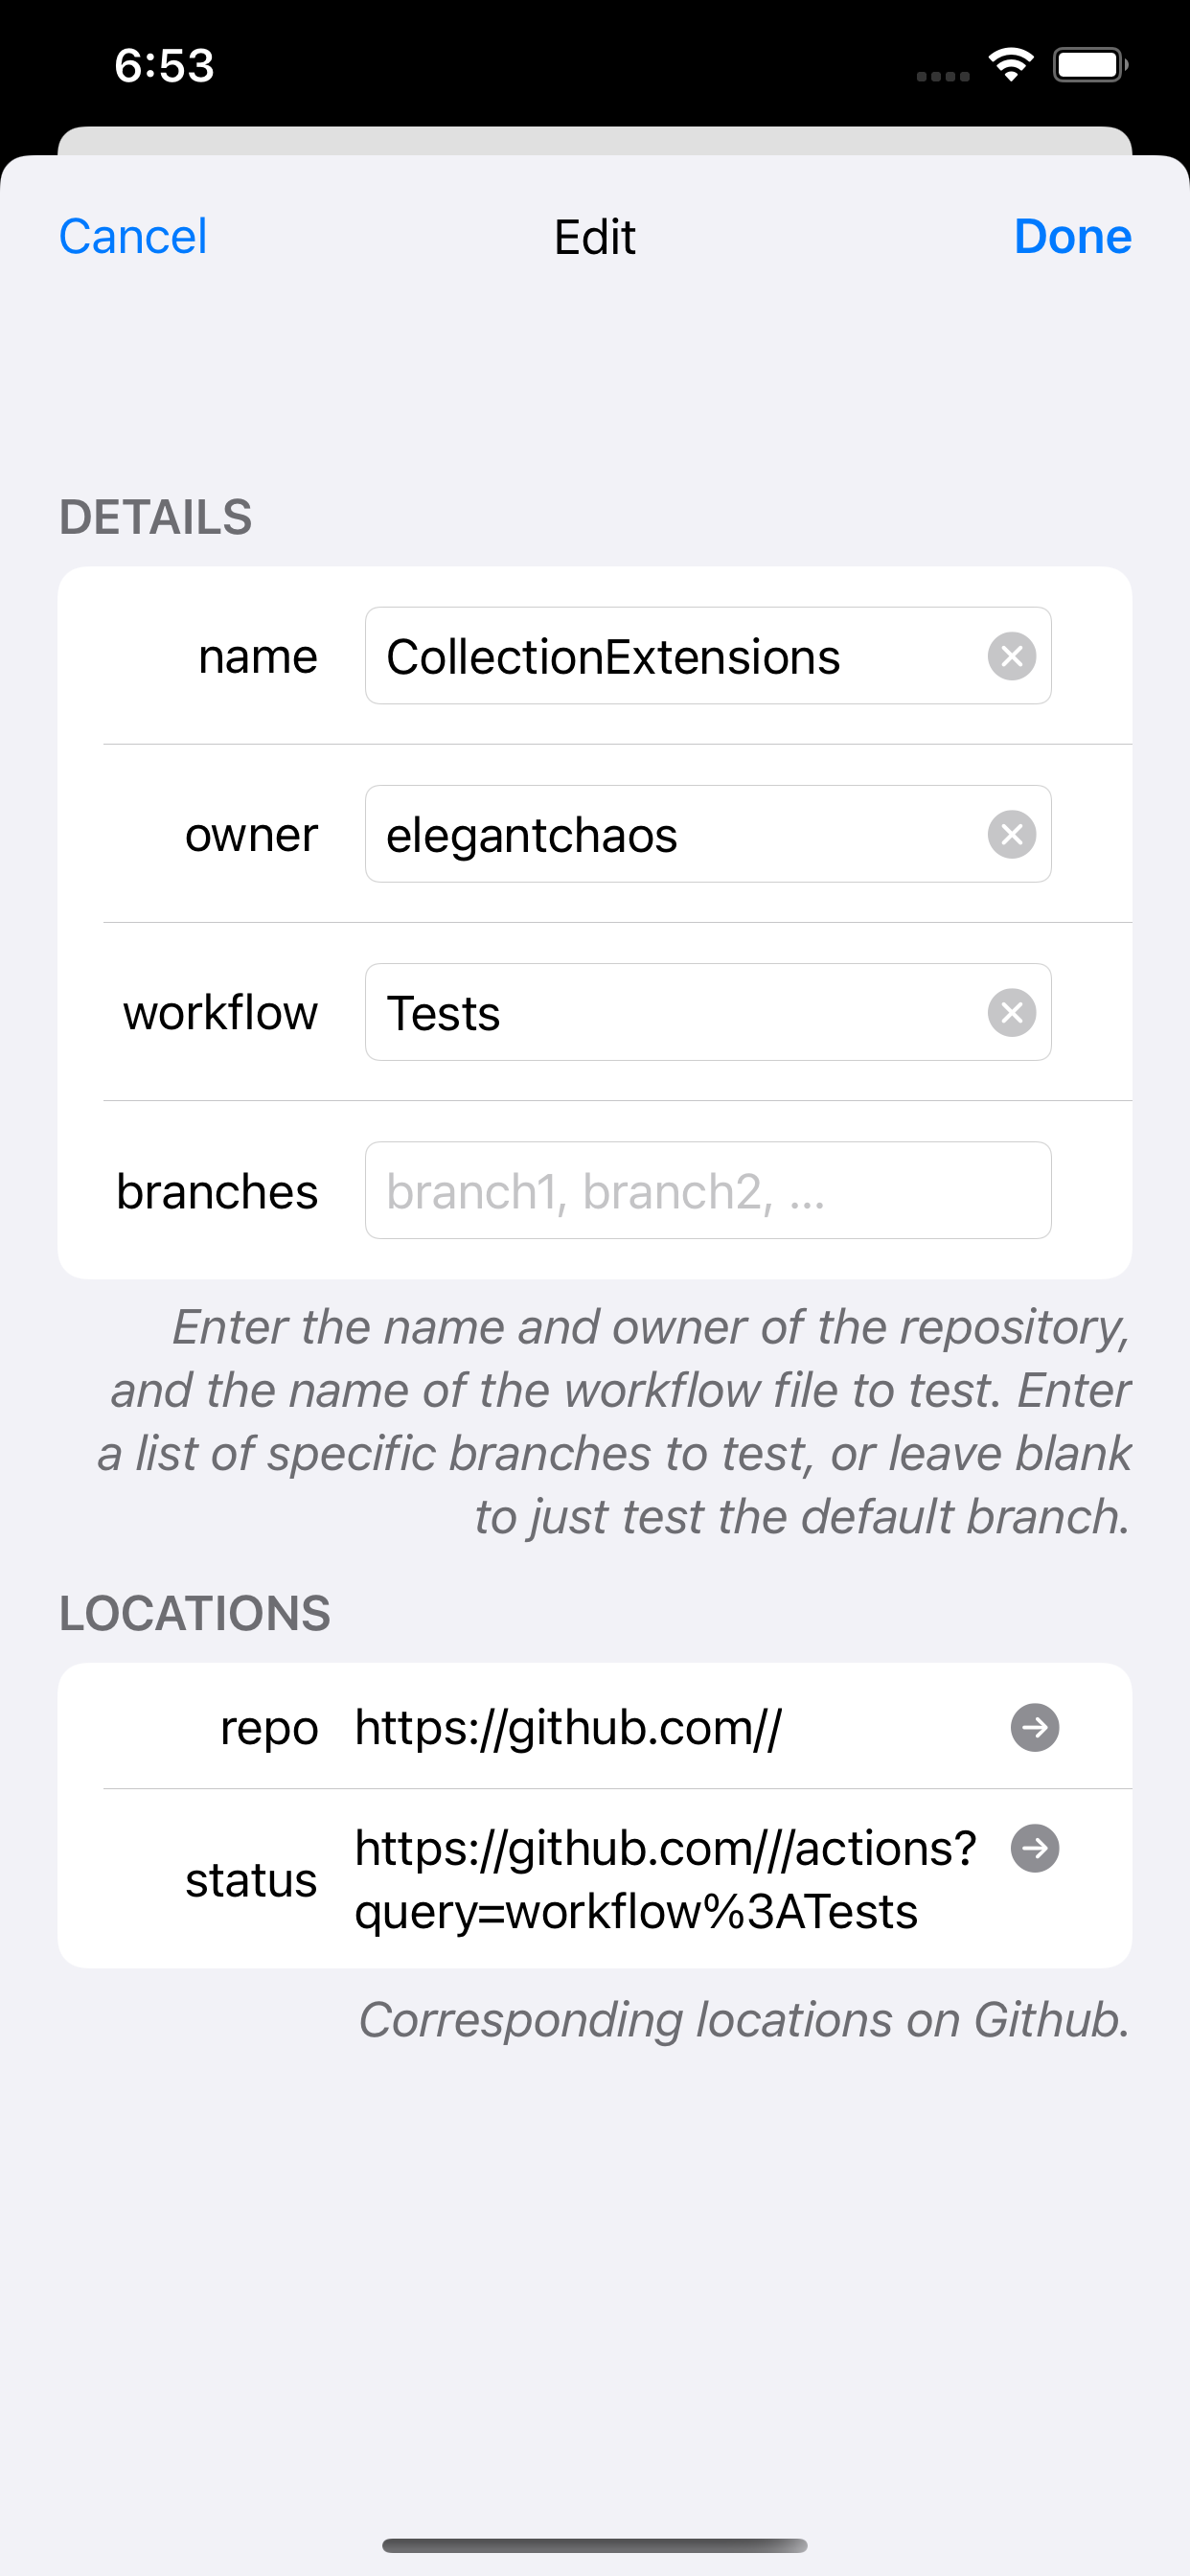 6:53
Cancel
Edit
Done
DETAILS
name
CollectionExtensions
owner
elegantchaos
workflow
Tests
branches
branch1, branch2, ...
Enter the name and owner of the repository,
and the name of the workflow file to test. Enter
a list of specific branches to test, or leave blank
to just test the default branch.
LOCATIONS
repo
https://github.com//
status
https://github.com///actions?
query=workflow%3ATests
Corresponding locations on Github.